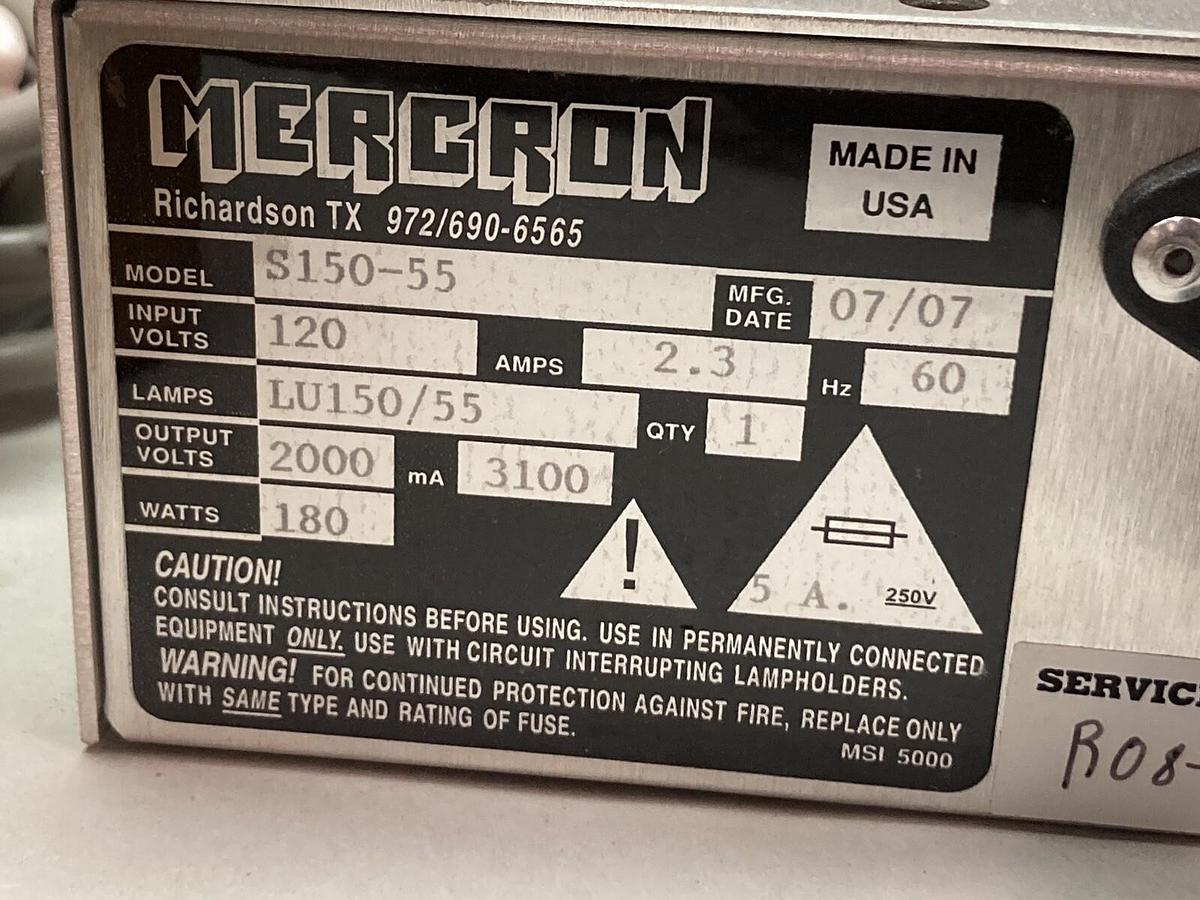 MERCRON
Richardson TX 972/690-6565
MADE IN
USA
MODEL S150-55 MFG. DATE 07/07
INPUT VOLTS 120 AMPS 2.3 Hz 60
LAMPS LU150/55 QTY 1
OUTPUT VOLTS 2000 mA 3100
WATTS 180
5 A. 250V
!
CAUTION!
CONSULT INSTRUCTIONS BEFORE USING. USE IN PERMANENTLY CONNECTED
EQUIPMENT ONLY. USE WITH CIRCUIT INTERRUPTING LAMPHOLDERS.
WARNING! FOR CONTINUED PROTECTION AGAINST FIRE, REPLACE ONLY
WITH SAME TYPE AND RATING OF FUSE.
MSI 5000
SERVIC
R08-